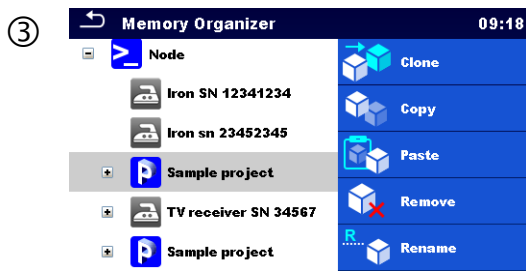 ③
Memory Organizer 09:18
Node
Clone
Iron SN 12341234
Copy
Iron sn 23452345
Paste
Sample project
Remove
TV receiver SN 34567
R
Rename
Sample project